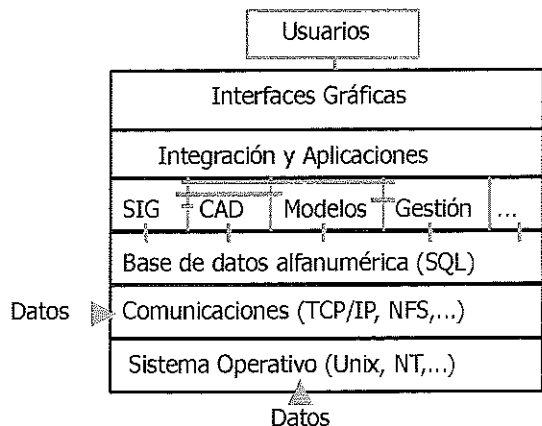 Usuarios
Interfaces Gráficas
Integración y Aplicaciones
SIG CAD Modelos Gestión ...
Base de datos alfanumérica (SQL)
Datos Comunicaciones (TCP/IP, NFS,...)
Sistema Operativo (Unix, NT,...)
Datos